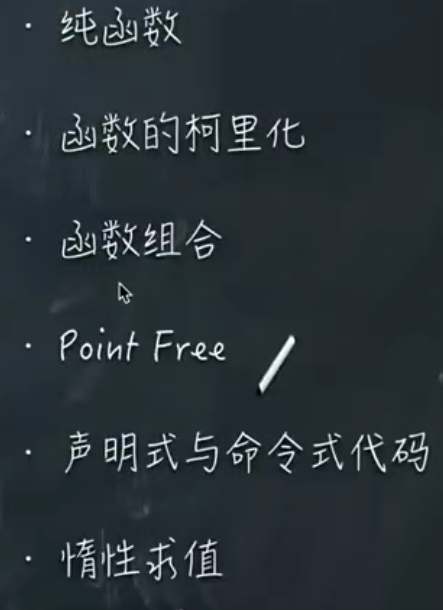 · 纯函数
· 函数的柯里化
· 函数组合
· Point Free
· 声明式与命令式代码
· 惰性求值